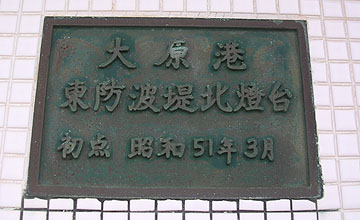 大原港
東防波堤北燈台
初点 昭和51年3月